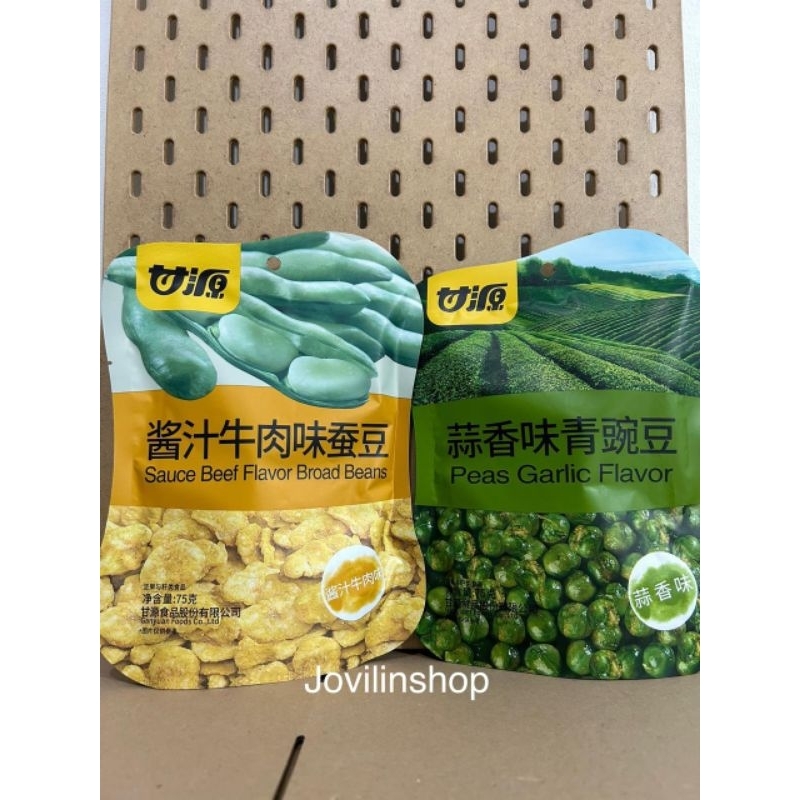 甘源
酱汁牛肉味蚕豆
Sauce Beef Flavor Broad Beans
酱汁牛肉味
净含量:75克
甘源食品股份有限公司
Ganyuan Foods Co.,Ltd
甘源
蒜香味青豌豆
Peas Garlic Flavor
蒜香味
Jovilinshop